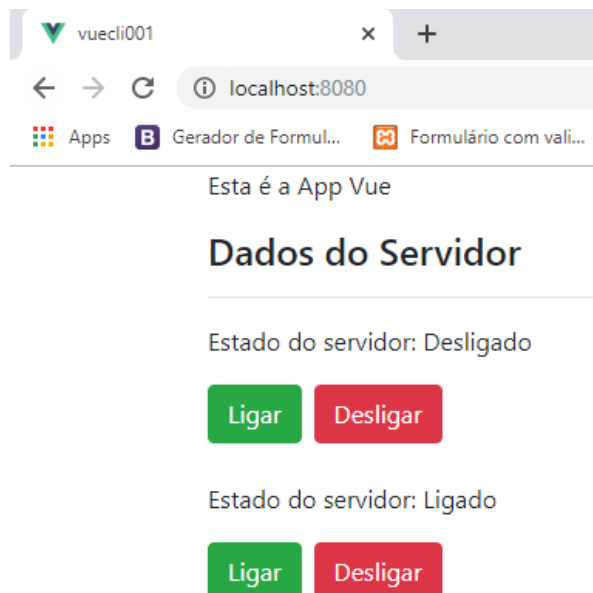 vuecli001
localhost:8080
Apps B Gerador de Formul... Formulário com vali...
Esta é a App Vue
Dados do Servidor
Estado do servidor: Desligado
Ligar Desligar
Estado do servidor: Ligado
Ligar Desligar